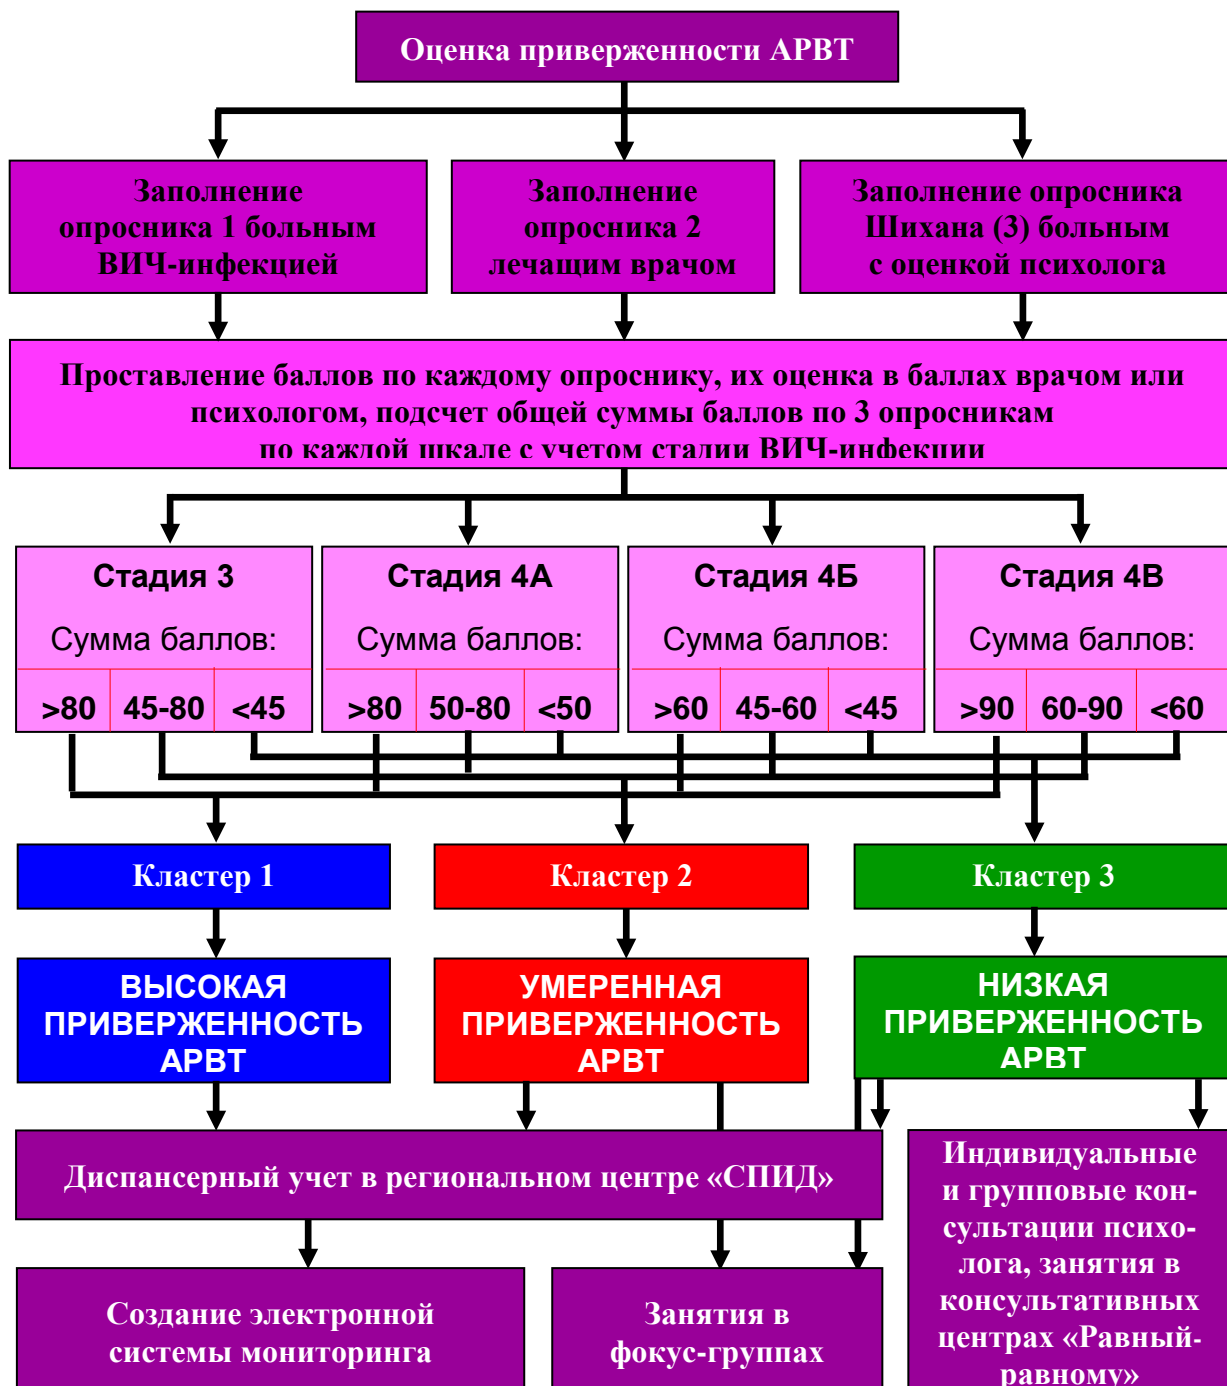 Оценка приверженности АРВТ
Заполнение
опросника 1 больным
ВИЧ-инфекцией
Заполнение
опросника 2
лечащим врачом
Заполнение опросника
Шихана (3) больным
с оценкой психолога
Проставление баллов по каждому опроснику, их оценка в баллах врачом или
психологом, подсчет общей суммы баллов по 3 опросникам
по каждой шкале с учетом стадии ВИЧ-инфекции
Стадия 3
Сумма баллов:
>80 45-80 <45
Стадия 4А
Сумма баллов:
>80 50-80 <50
Стадия 4Б
Сумма баллов:
>60 45-60 <45
Стадия 4В
Сумма баллов:
>90 60-90 <60
Кластер 1
Кластер 2
Кластер 3
ВЫСОКАЯ
ПРИВЕРЖЕННОСТЬ
АРВТ
УМЕРЕННАЯ
ПРИВЕРЖЕННОСТЬ
АРВТ
НИЗКАЯ
ПРИВЕРЖЕННОСТЬ
АРВТ
Диспансерный учет в региональном центре «СПИД»
Индивидуальные
и групповые кон-
сультации психо-
лога, занятия в
консультативных
центрах «Равный-
равному»
Создание электронной
системы мониторинга
Занятия в
фокус-группах